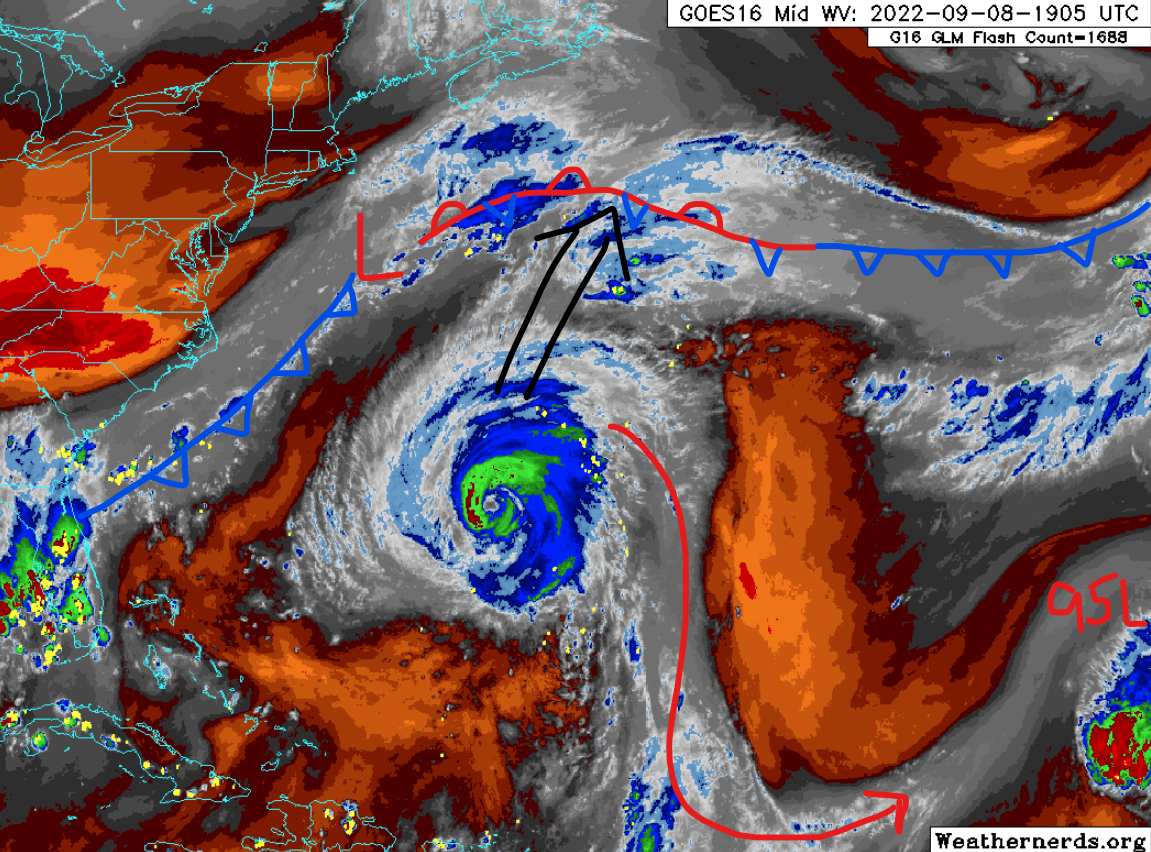 GOES16 Mid WV: 2022-09-08-1905 UTC
G16 GLM Flash Count=1688
L
95L
Weathernerds.org